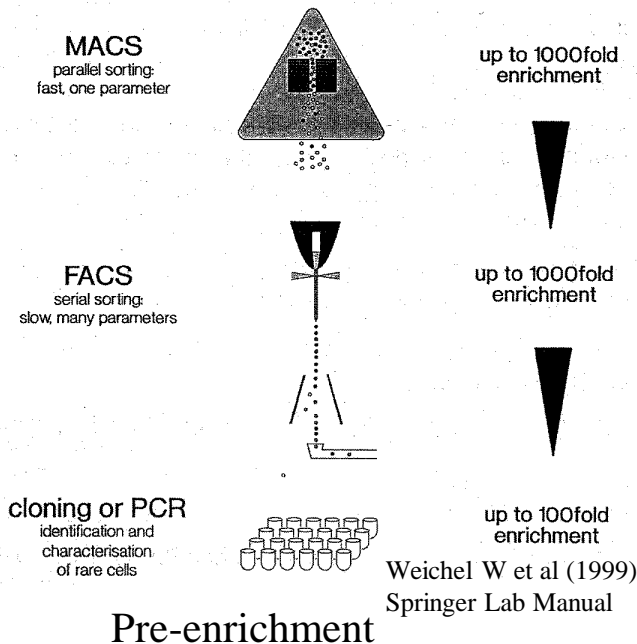 MACS
parallel sorting:
fast, one parameter
up to 1000fold
enrichment
FACS
serial sorting:
slow, many parameters
up to 1000fold
enrichment
cloning or PCR
identification and
characterisation
of rare cells
up to 100fold
enrichment
Weichel W et al (1999)
Springer Lab Manual
Pre-enrichment